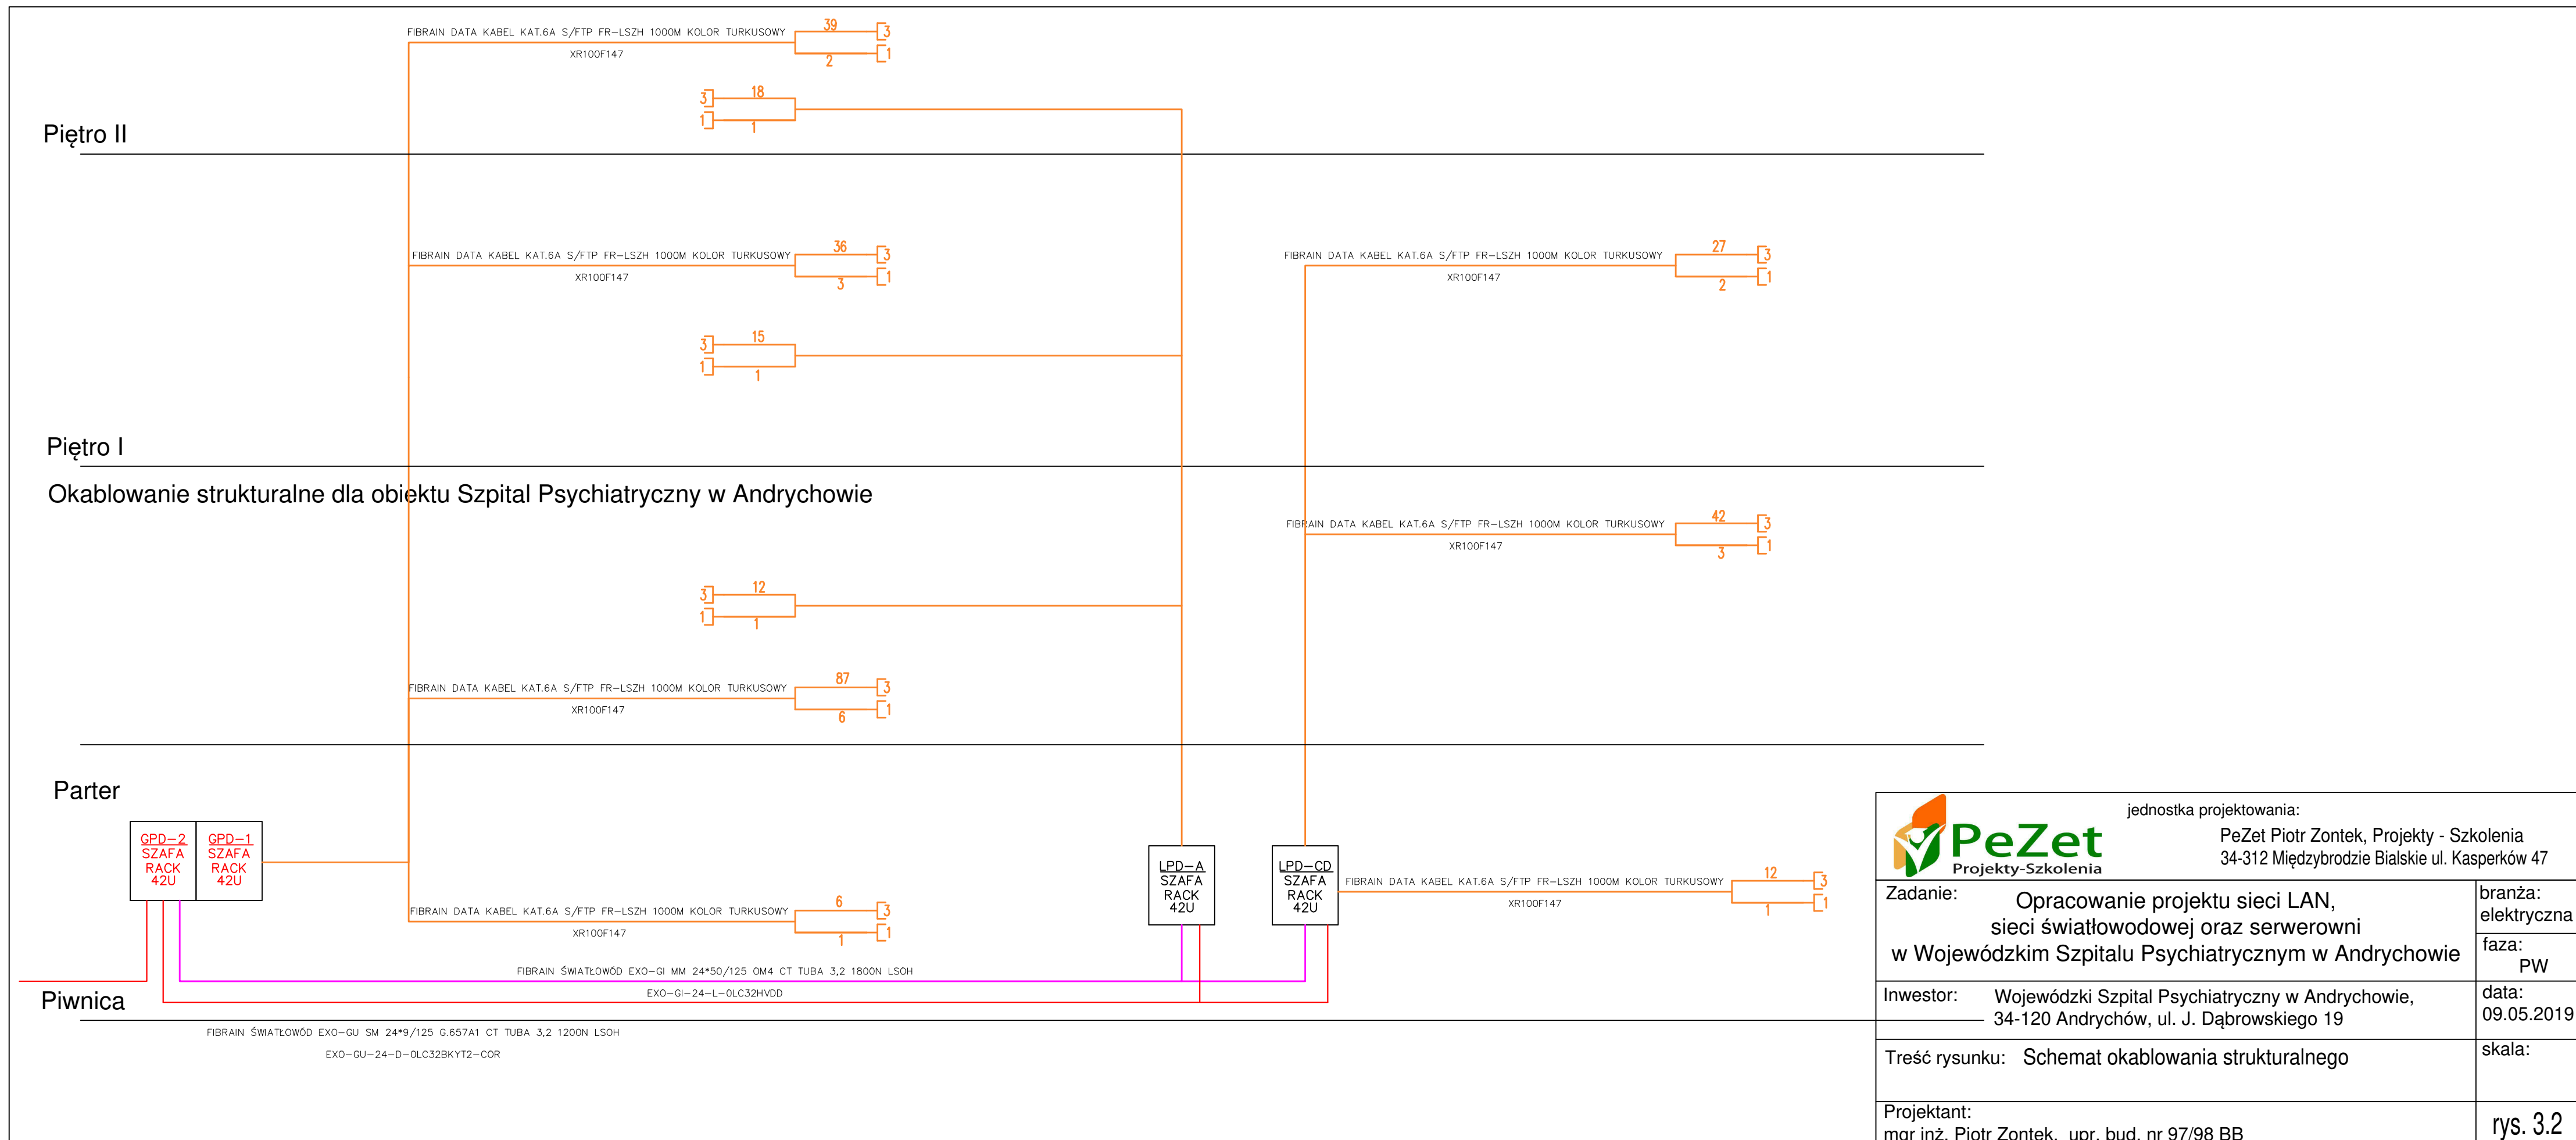 FIBRAIN DATA KABEL KAT.6A S/FTP FR-LSZH 1000M KOLOR TURKUSOWY
XR100F147
39
3
2
1
18
3
1
1
Piętro II
FIBRAIN DATA KABEL KAT.6A S/FTP FR-LSZH 1000M KOLOR TURKUSOWY
XR100F147
36
3
3
1
FIBRAIN DATA KABEL KAT.6A S/FTP FR-LSZH 1000M KOLOR TURKUSOWY
XR100F147
27
3
2
1
15
3
1
1
Piętro I
Okablowanie strukturalne dla obiektu Szpital Psychiatryczny w Andrychowie
FIBRAIN DATA KABEL KAT.6A S/FTP FR-LSZH 1000M KOLOR TURKUSOWY
XR100F147
42
3
3
1
12
3
1
1
FIBRAIN DATA KABEL KAT.6A S/FTP FR-LSZH 1000M KOLOR TURKUSOWY
XR100F147
87
3
6
1
Parter
GPD-2
SZAFA
RACK
42U
GPD-1
SZAFA
RACK
42U
LPD-A
SZAFA
RACK
42U
LPD-CD
SZAFA
RACK
42U
FIBRAIN DATA KABEL KAT.6A S/FTP FR-LSZH 1000M KOLOR TURKUSOWY
XR100F147
12
3
1
1
FIBRAIN DATA KABEL KAT.6A S/FTP FR-LSZH 1000M KOLOR TURKUSOWY
XR100F147
6
3
1
1
FIBRAIN ŚWIATŁOWÓD EXO-GI MM 24*50/125 OM4 CT TUBA 3,2 1800N LSOH
EXO-GI-24-L-0LC32HVDD
Piwnica
FIBRAIN ŚWIATŁOWÓD EXO-GU SM 24*9/125 G.657A1 CT TUBA 3,2 1200N LSOH
EXO-GU-24-D-0LC32BKYT2-COR
PeZet
Projekty-Szkolenia
jednostka projektowania:
PeZet Piotr Zontek, Projekty - Szkolenia
34-312 Międzybrodzie Bialskie ul. Kasperków 47
Zadanie:
Opracowanie projektu sieci LAN,
sieci światłowodowej oraz serwerowni
w Wojewódzkim Szpitalu Psychiatrycznym w Andrychowie
branża:
elektryczna
faza:
PW
Inwestor:
Wojewódzki Szpital Psychiatryczny w Andrychowie,
34-120 Andrychów, ul. J. Dąbrowskiego 19
data:
09.05.2019
Treść rysunku: Schemat okablowania strukturalnego
skala:
Projektant:
mgr inż. Piotr Zontek, upr. bud. nr 97/98 BB
rys. 3.2